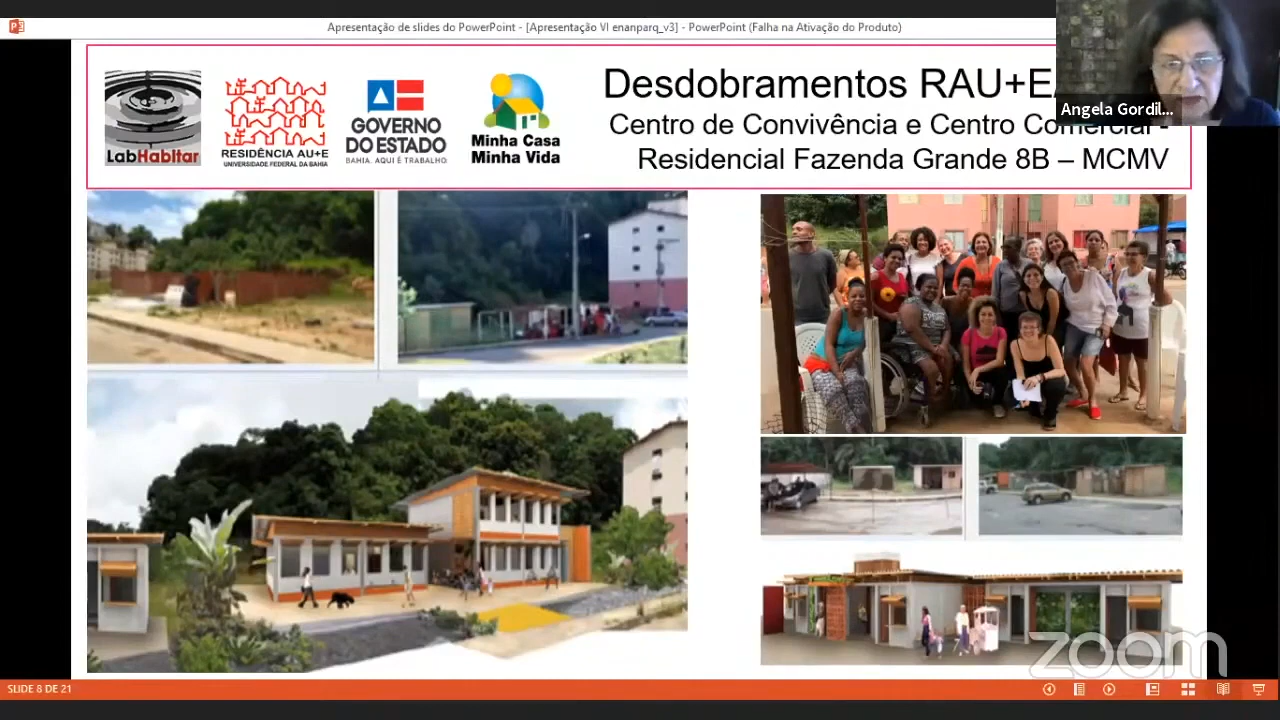 Apresentação de slides do PowerPoint - [Apresentação VI enanparq_v3] - PowerPoint (Falha na Ativação do Produto)
Angela Gordil...
Desdobramentos RAU+E
Centro de Convivência e Centro Comercial -
Residencial Fazenda Grande 8B – MCMV
LabHabitar
RESIDÊNCIA AU+E
UNIVERSIDADE FEDERAL DA BAHIA
GOVERNO
DO ESTADO
BAHIA. AQUI É TRABALHO
Minha Casa
Minha Vida
zoom
SLIDE 8 DE 21